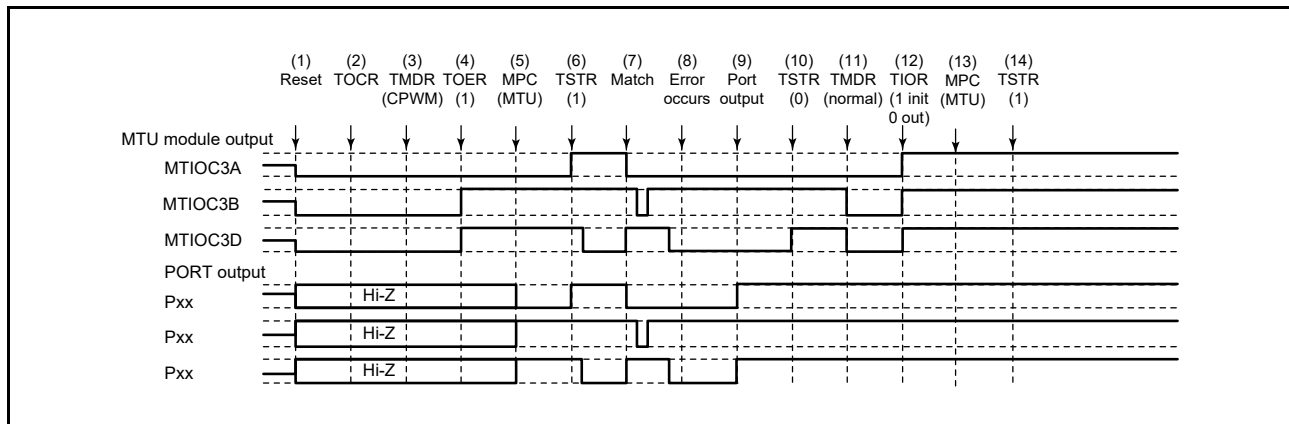 (1) (2) (3) (4) (5) (6) (7) (8) (9) (10) (11) (12) (13) (14)
Reset TOCR TMDR TOER MPC TSTR Match Error Port TSTR TMDR TIOR MPC TSTR
(CPWM) (1) (MTU) (1) occurs output (0) (normal) (1 init (MTU) (1)
0 out)
MTU module output
MTIOC3A
MTIOC3B
MTIOC3D
PORT output
Pxx Hi-Z
Pxx Hi-Z
Pxx Hi-Z